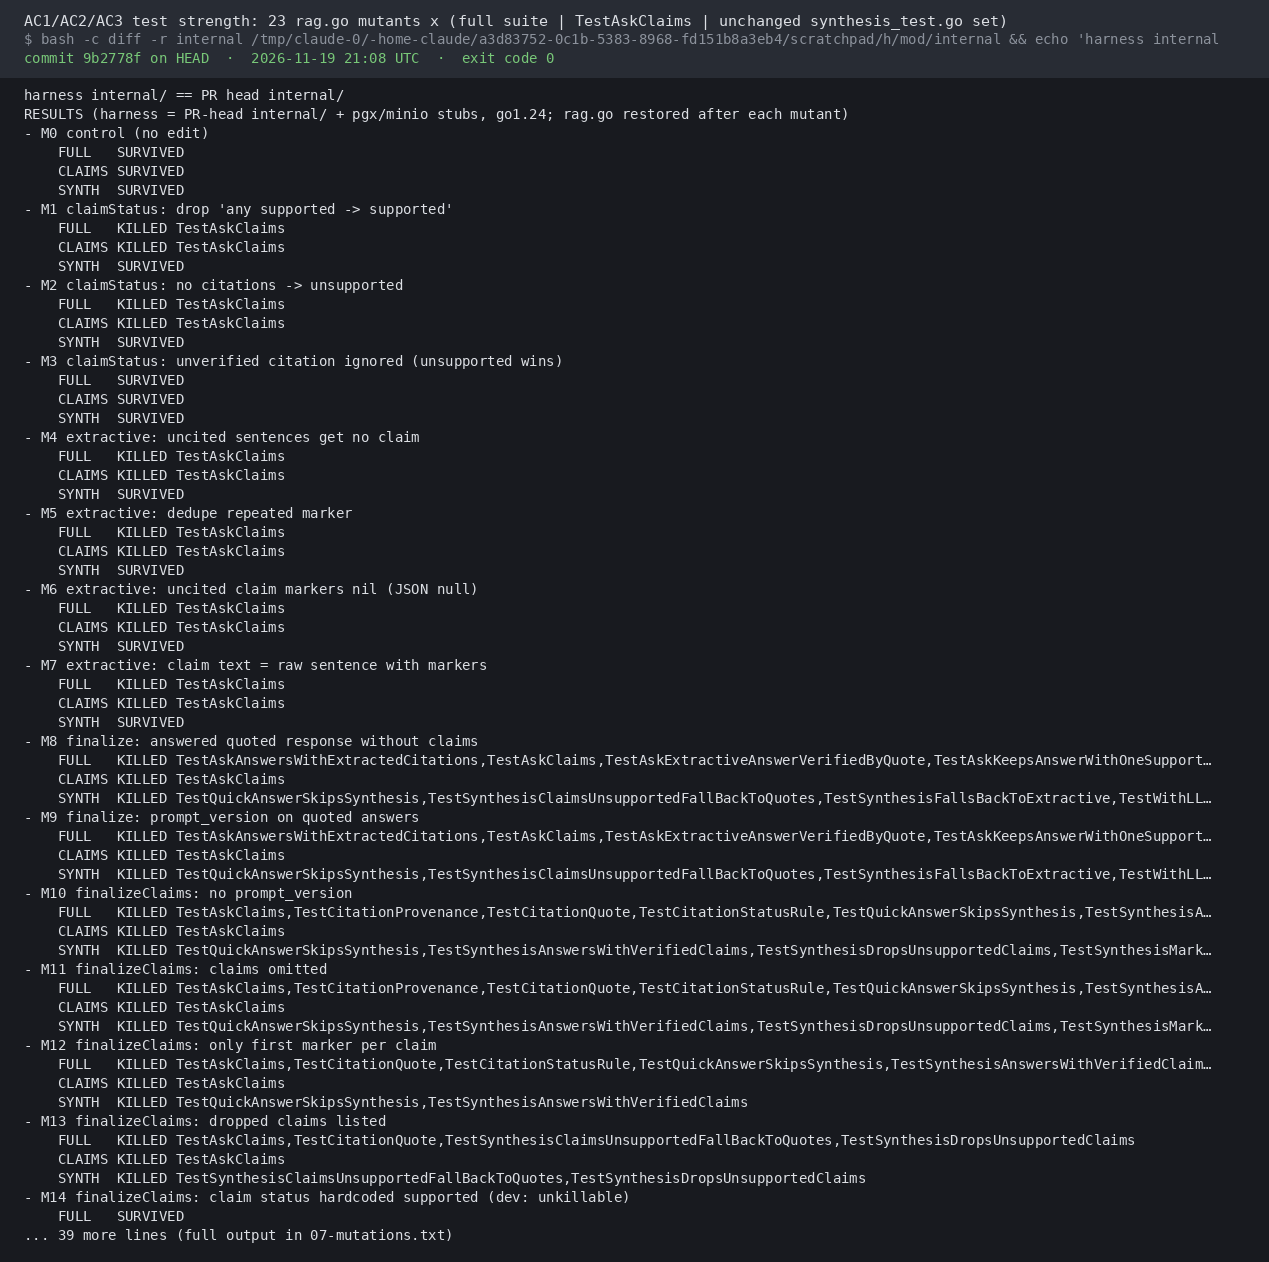 AC1/AC2/AC3 test strength: 23 rag.go mutants x (full suite | TestAskClaims | unchanged synthesis_test.go set)
$ bash -c diff -r internal /tmp/claude-0/-home-claude/a3d83752-0c1b-5383-8968-fd151b8a3eb4/scratchpad/h/mod/internal && echo 'harness internal
commit 9b2778f on HEAD  ·  2026-11-19 21:08 UTC  ·  exit code 0
harness internal/ == PR head internal/
RESULTS (harness = PR-head internal/ + pgx/minio stubs, go1.24; rag.go restored after each mutant)
- M0 control (no edit)
    FULL   SURVIVED
    CLAIMS SURVIVED
    SYNTH  SURVIVED
- M1 claimStatus: drop 'any supported -> supported'
    FULL   KILLED TestAskClaims
    CLAIMS KILLED TestAskClaims
    SYNTH  SURVIVED
- M2 claimStatus: no citations -> unsupported
    FULL   KILLED TestAskClaims
    CLAIMS KILLED TestAskClaims
    SYNTH  SURVIVED
- M3 claimStatus: unverified citation ignored (unsupported wins)
    FULL   SURVIVED
    CLAIMS SURVIVED
    SYNTH  SURVIVED
- M4 extractive: uncited sentences get no claim
    FULL   KILLED TestAskClaims
    CLAIMS KILLED TestAskClaims
    SYNTH  SURVIVED
- M5 extractive: dedupe repeated marker
    FULL   KILLED TestAskClaims
    CLAIMS KILLED TestAskClaims
    SYNTH  SURVIVED
- M6 extractive: uncited claim markers nil (JSON null)
    FULL   KILLED TestAskClaims
    CLAIMS KILLED TestAskClaims
    SYNTH  SURVIVED
- M7 extractive: claim text = raw sentence with markers
    FULL   KILLED TestAskClaims
    CLAIMS KILLED TestAskClaims
    SYNTH  SURVIVED
- M8 finalize: answered quoted response without claims
    FULL   KILLED TestAskAnswersWithExtractedCitations,TestAskClaims,TestAskExtractiveAnswerVerifiedByQuote,TestAskKeepsAnswerWithOneSupport…
    CLAIMS KILLED TestAskClaims
    SYNTH  KILLED TestQuickAnswerSkipsSynthesis,TestSynthesisClaimsUnsupportedFallBackToQuotes,TestSynthesisFallsBackToExtractive,TestWithLL…
- M9 finalize: prompt_version on quoted answers
    FULL   KILLED TestAskAnswersWithExtractedCitations,TestAskClaims,TestAskExtractiveAnswerVerifiedByQuote,TestAskKeepsAnswerWithOneSupport…
    CLAIMS KILLED TestAskClaims
    SYNTH  KILLED TestQuickAnswerSkipsSynthesis,TestSynthesisClaimsUnsupportedFallBackToQuotes,TestSynthesisFallsBackToExtractive,TestWithLL…
- M10 finalizeClaims: no prompt_version
    FULL   KILLED TestAskClaims,TestCitationProvenance,TestCitationQuote,TestCitationStatusRule,TestQuickAnswerSkipsSynthesis,TestSynthesisA…
    CLAIMS KILLED TestAskClaims
    SYNTH  KILLED TestQuickAnswerSkipsSynthesis,TestSynthesisAnswersWithVerifiedClaims,TestSynthesisDropsUnsupportedClaims,TestSynthesisMark…
- M11 finalizeClaims: claims omitted
    FULL   KILLED TestAskClaims,TestCitationProvenance,TestCitationQuote,TestCitationStatusRule,TestQuickAnswerSkipsSynthesis,TestSynthesisA…
    CLAIMS KILLED TestAskClaims
    SYNTH  KILLED TestQuickAnswerSkipsSynthesis,TestSynthesisAnswersWithVerifiedClaims,TestSynthesisDropsUnsupportedClaims,TestSynthesisMark…
- M12 finalizeClaims: only first marker per claim
    FULL   KILLED TestAskClaims,TestCitationQuote,TestCitationStatusRule,TestQuickAnswerSkipsSynthesis,TestSynthesisAnswersWithVerifiedClaim…
    CLAIMS KILLED TestAskClaims
    SYNTH  KILLED TestQuickAnswerSkipsSynthesis,TestSynthesisAnswersWithVerifiedClaims
- M13 finalizeClaims: dropped claims listed
    FULL   KILLED TestAskClaims,TestCitationQuote,TestSynthesisClaimsUnsupportedFallBackToQuotes,TestSynthesisDropsUnsupportedClaims
    CLAIMS KILLED TestAskClaims
    SYNTH  KILLED TestSynthesisClaimsUnsupportedFallBackToQuotes,TestSynthesisDropsUnsupportedClaims
- M14 finalizeClaims: claim status hardcoded supported (dev: unkillable)
    FULL   SURVIVED
... 39 more lines (full output in 07-mutations.txt)